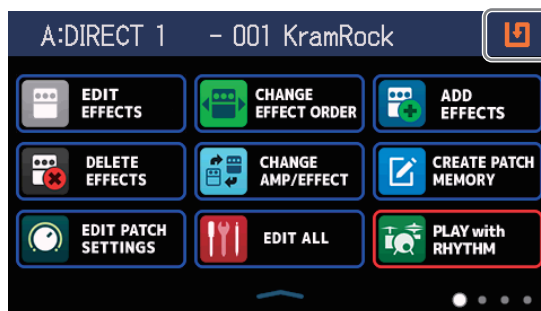 A:DIRECT 1 - 001 KramRock
EDIT
EFFECTS
CHANGE
EFFECT ORDER
ADD
EFFECTS
DELETE
EFFECTS
CHANGE
AMP/EFFECT
CREATE PATCH
MEMORY
EDIT PATCH
SETTINGS
EDIT ALL
PLAY with
RHYTHM